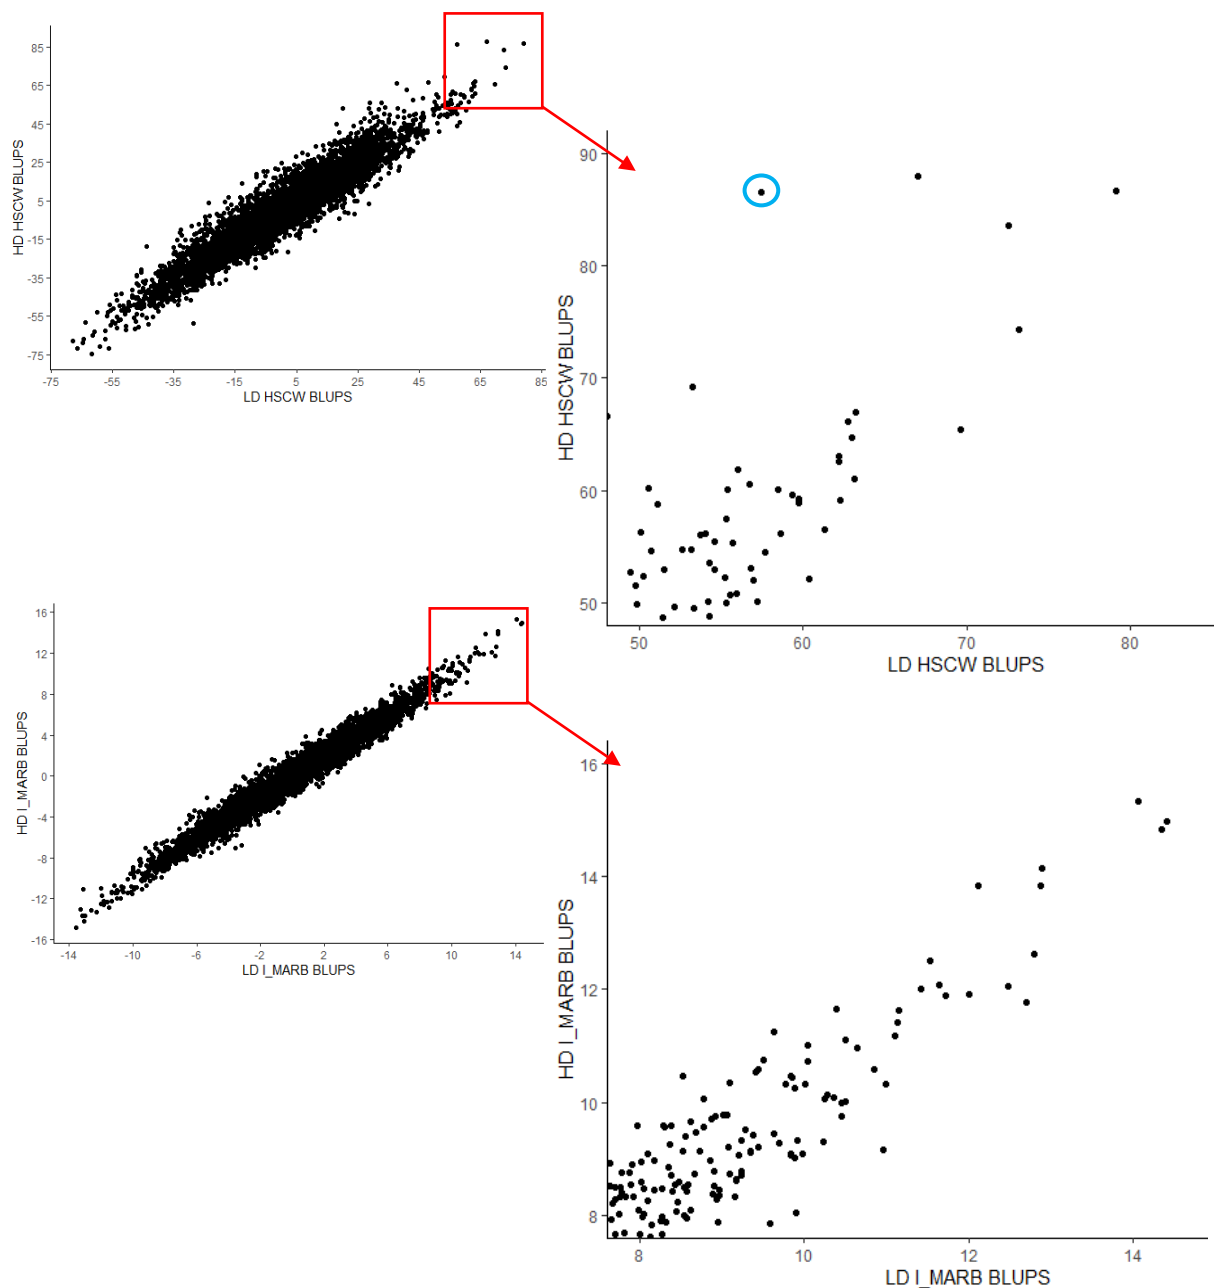 85
65
45
25
5
-15
-35
-55
-75
HD HSCW BLUPS
-75 -55 -35 -15 5 25 45 65 85
LD HSCW BLUPS
90
80
70
60
50
HD HSCW BLUPS
50 60 70 80
LD HSCW BLUPS
16
12
8
4
0
-4
-8
-12
-16
HD I_MARB BLUPS
-14 -10 -6 -2 2 6 10 14
LD I_MARB BLUPS
16
14
12
10
8
HD I_MARB BLUPS
8 10 12 14
LD I_MARB BLUPS